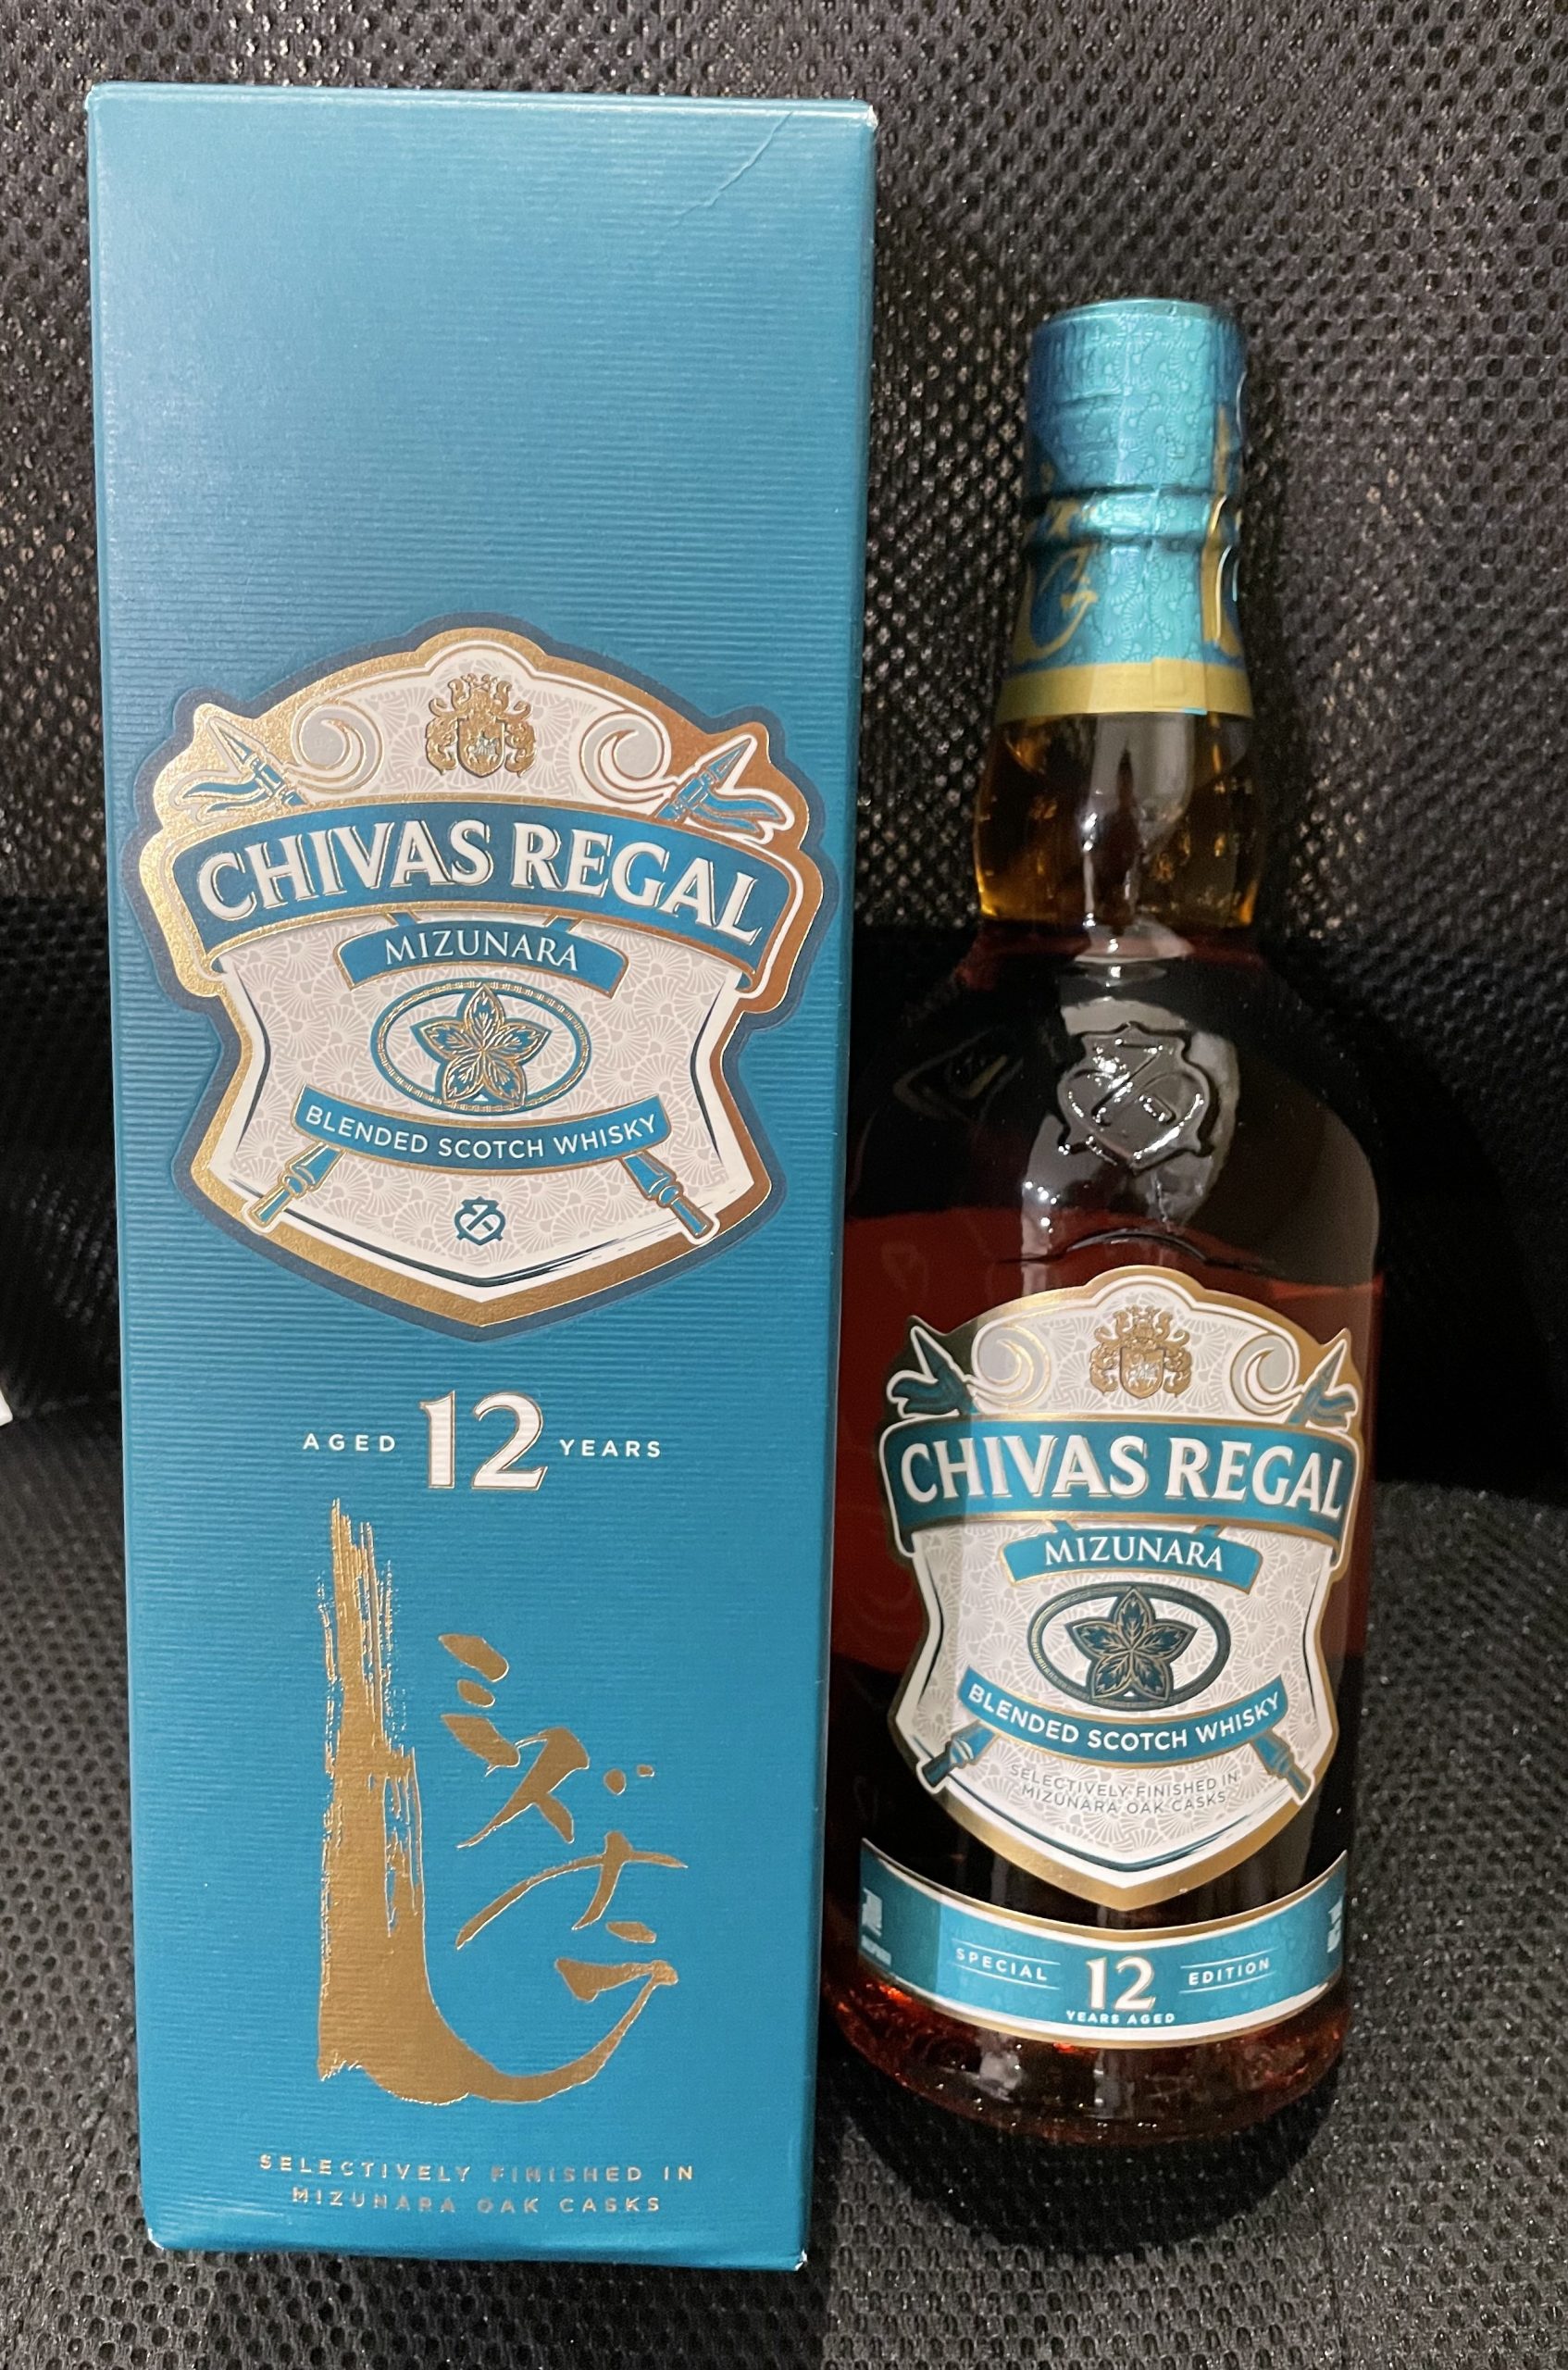 CHIVAS REGAL
MIZUNARA
BLENDED SCOTCH WHISKY
AGED 12 YEARS
ミズナラ
SELECTIVELY FINISHED IN
MIZUNARA OAK CASKS
CHIVAS REGAL
MIZUNARA
BLENDED SCOTCH WHISKY
SELECTIVELY FINISHED IN
MIZUNARA OAK CASKS
SPECIAL 12 EDITION
YEARS AGED